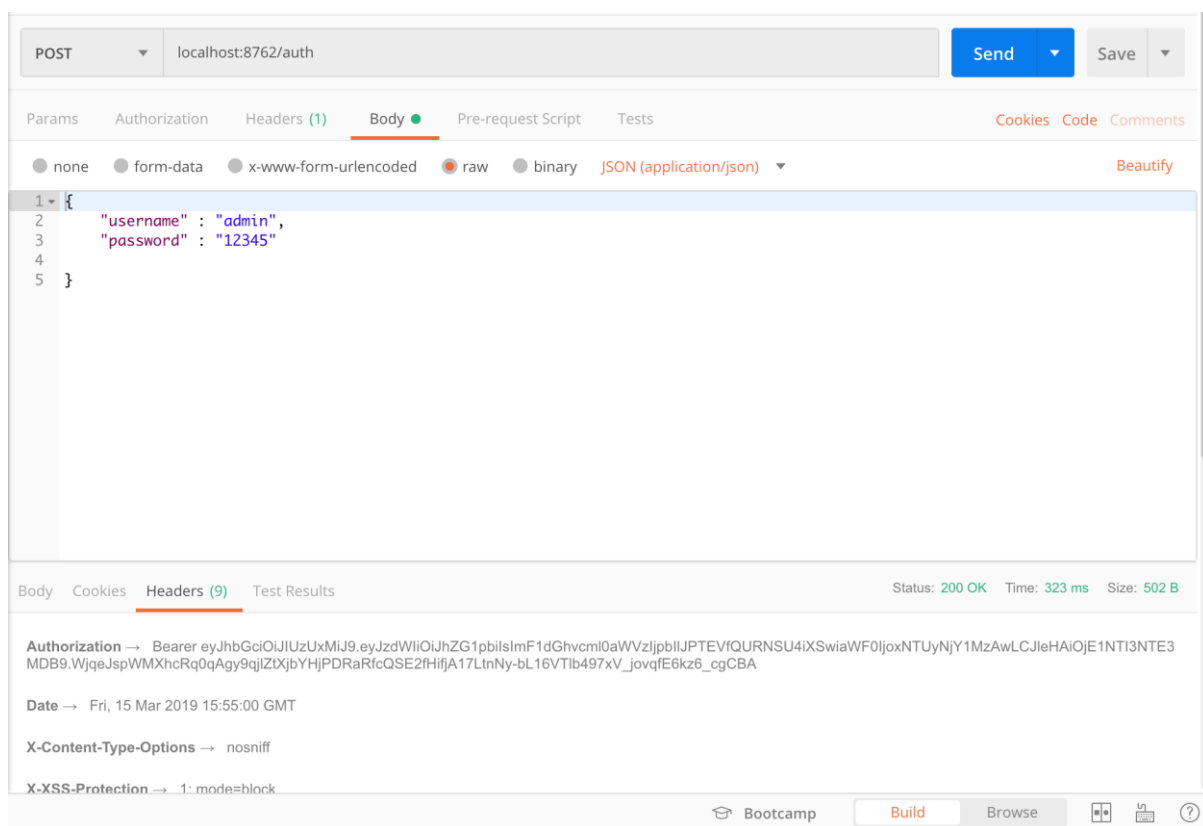 POST localhost:8762/auth Send Save
Params Authorization Headers (1) Body Pre-request Script Tests Cookies Code Comments
none form-data x-www-form-urlencoded raw binary JSON (application/json) Beautify
1 {
2 "username" : "admin",
3 "password" : "12345"
4
5 }
Body Cookies Headers (9) Test Results Status: 200 OK Time: 323 ms Size: 502 B
Authorization → Bearer eyJhbGciOiJIUzUxMiJ9.eyJzdWIiOiJhZG1pbiIsImF1dGhvcml0aWVzIjpbIlJPTEVfQURNSU4iXSwiaWF0IjoxNTUyNjY1MzAwLCJleHAiOjE1NTI3NTE3
MDB9.WjqeJspWMXhcRq0qAgy9qjlZtXjbYHjPDRaRfcQSE2fHifjA17LtnNy-bL16VTlb497xV_jovqfE6kz6_cgCBA
Date → Fri, 15 Mar 2019 15:55:00 GMT
X-Content-Type-Options → nosniff
X-XSS-Protection → 1; mode=block
Bootcamp Build Browse